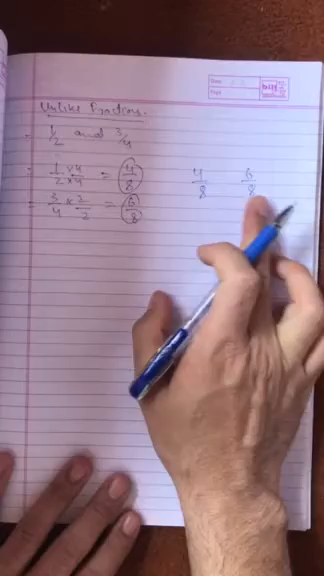 Unlike Fractions.
= 1/2 and 3/4
= 1/2 × 4/4 = 4/8 4/8 6/8
= 3/4 × 2/2 = 6/8